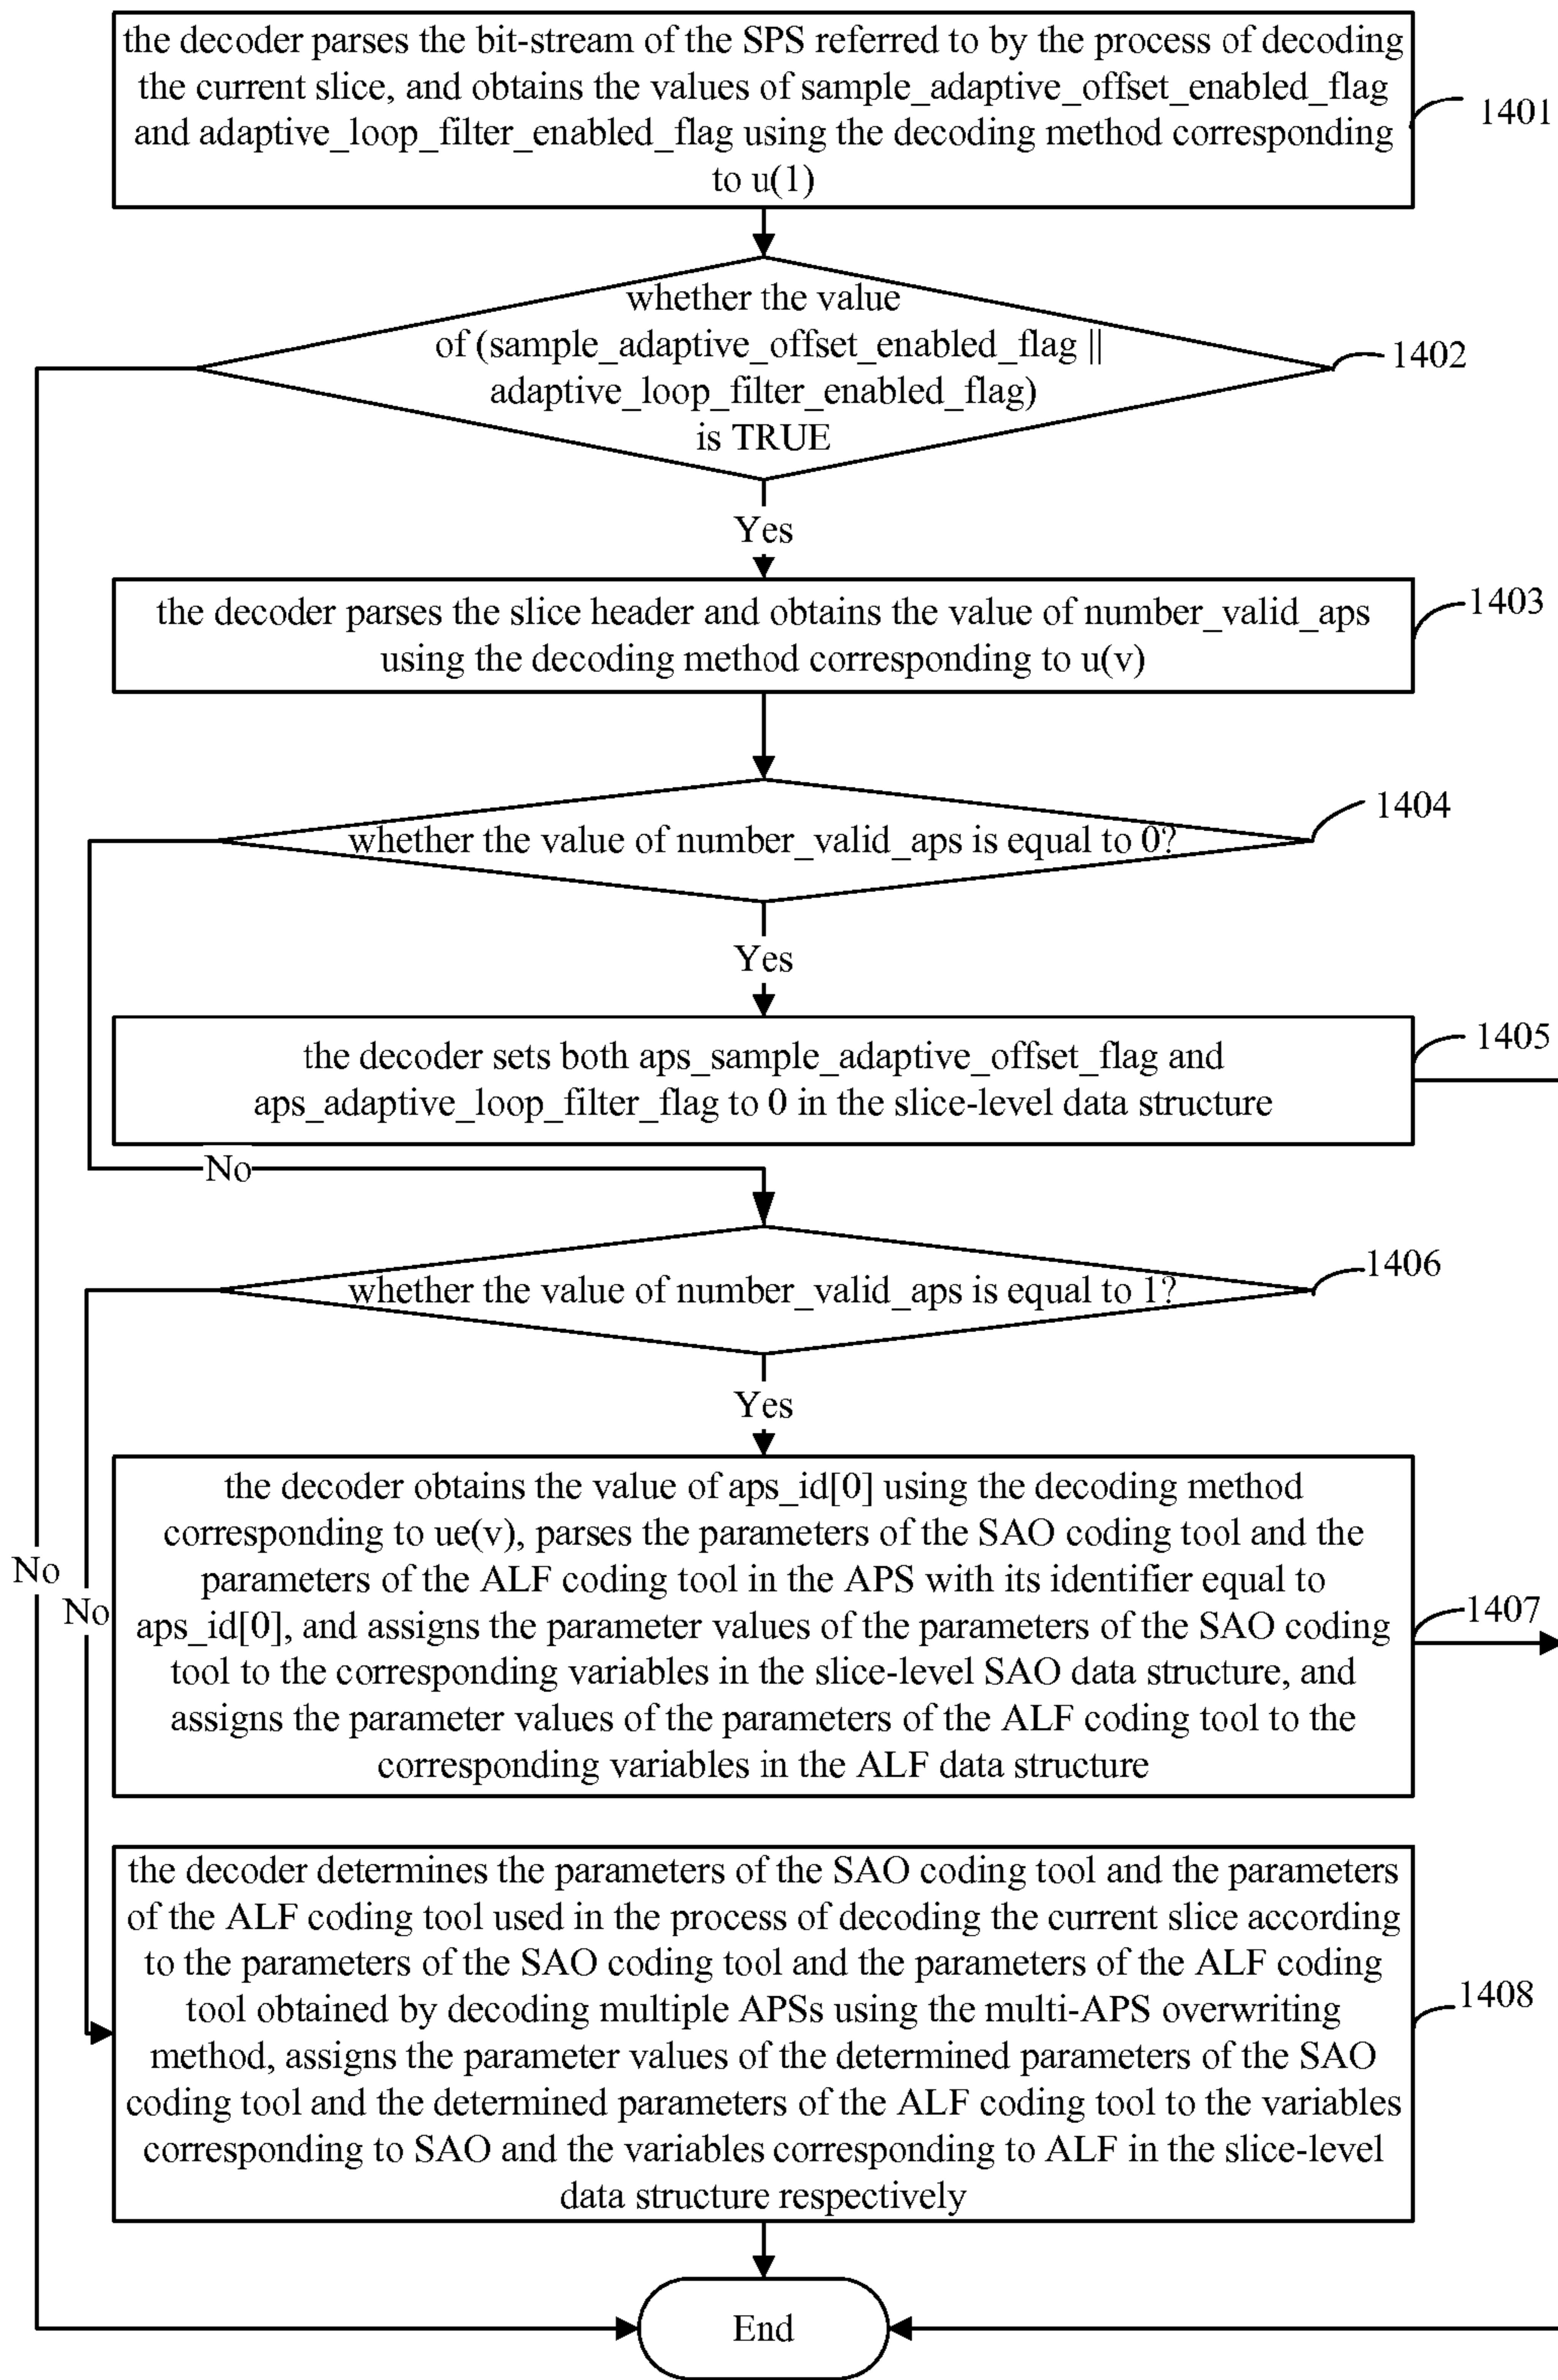 the decoder parses the bit-stream of the SPS referred to by the process of decoding
the current slice, and obtains the values of sample_adaptive_offset_enabled_flag
and adaptive_loop_filter_enabled_flag using the decoding method corresponding
to u(1)
1401
whether the value
of (sample_adaptive_offset_enabled_flag ||
adaptive_loop_filter_enabled_flag)
is TRUE
1402
Yes
the decoder parses the slice header and obtains the value of number_valid_aps
using the decoding method corresponding to u(v)
1403
whether the value of number_valid_aps is equal to 0?
1404
Yes
the decoder sets both aps_sample_adaptive_offset_flag and
aps_adaptive_loop_filter_flag to 0 in the slice-level data structure
1405
No
whether the value of number_valid_aps is equal to 1?
1406
Yes
the decoder obtains the value of aps_id[0] using the decoding method
corresponding to ue(v), parses the parameters of the SAO coding tool and the
parameters of the ALF coding tool in the APS with its identifier equal to
aps_id[0], and assigns the parameter values of the parameters of the SAO coding
tool to the corresponding variables in the slice-level SAO data structure, and
assigns the parameter values of the parameters of the ALF coding tool to the
corresponding variables in the ALF data structure
1407
No
No
the decoder determines the parameters of the SAO coding tool and the parameters
of the ALF coding tool used in the process of decoding the current slice according
to the parameters of the SAO coding tool and the parameters of the ALF coding
tool obtained by decoding multiple APSs using the multi-APS overwriting
method, assigns the parameter values of the determined parameters of the SAO
coding tool and the determined parameters of the ALF coding tool to the variables
corresponding to SAO and the variables corresponding to ALF in the slice-level
data structure respectively
1408
End